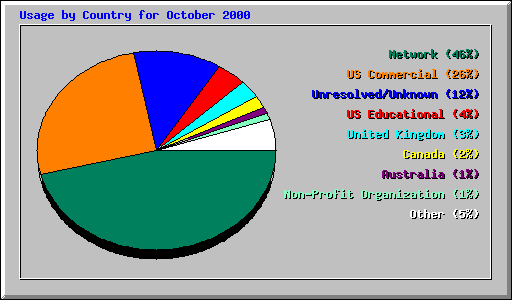 Usage by Country for October 2000
Network (46%)
US Commercial (26%)
Unresolved/Unknown (12%)
US Educational (4%)
United Kingdom (3%)
Canada (2%)
Australia (1%)
Non-Profit Organization (1%)
Other (5%)